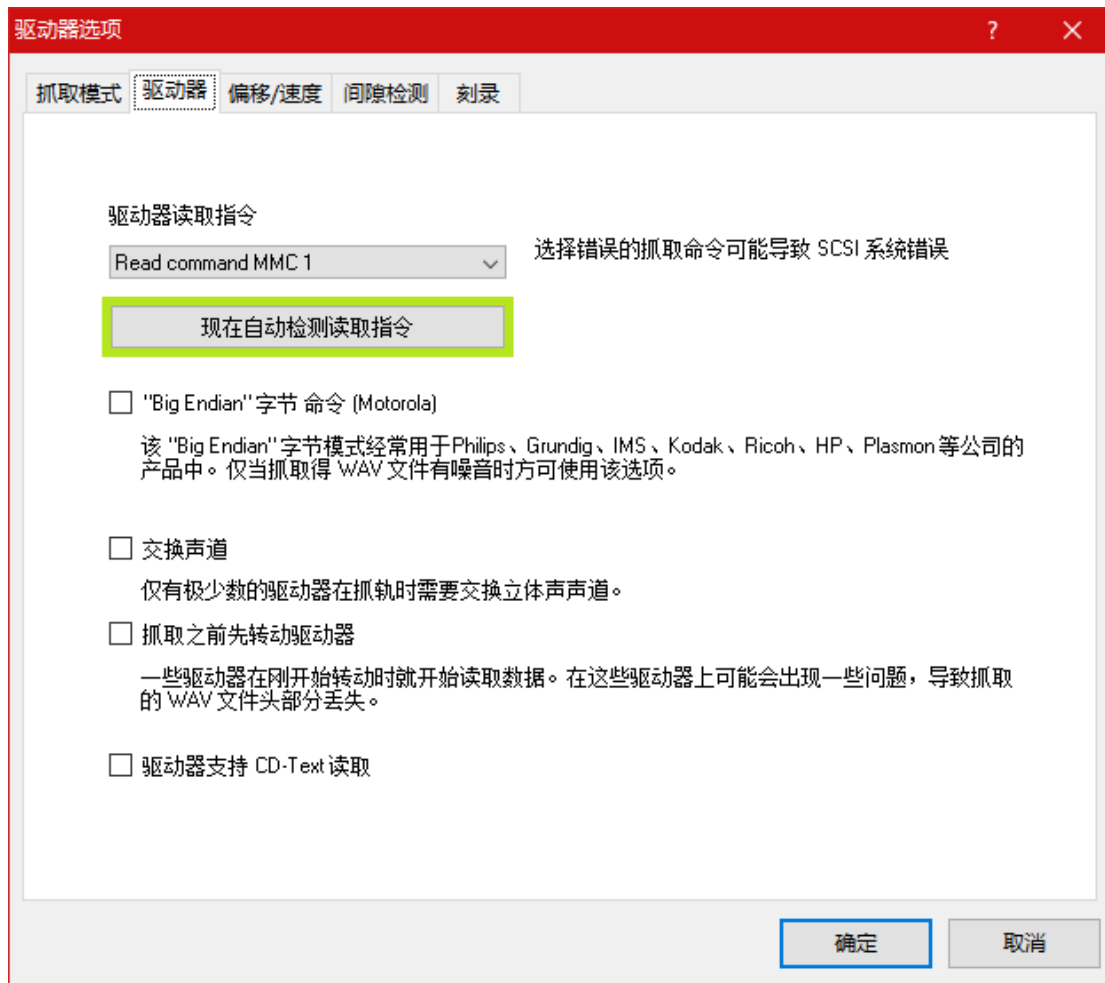 驱动器选项
抓取模式 驱动器 偏移/速度 间隙检测 刻录
驱动器读取指令
Read command MMC 1
选择错误的抓取命令可能导致 SCSI 系统错误
现在自动检测读取指令
"Big Endian" 字节 命令 (Motorola)
该 "Big Endian" 字节模式经常用于Philips、Grundig、IMS、Kodak、Ricoh、HP、Plasmon 等公司的
产品中。仅当抓取得 WAV 文件有噪音时方可使用该选项。
交换声道
仅有极少数的驱动器在抓轨时需要交换立体声声道。
抓取之前先转动驱动器
一些驱动器在刚开始转动时就开始读取数据。在这些驱动器上可能会出现一些问题，导致抓取
的 WAV 文件头部分丢失。
驱动器支持 CD-Text 读取
确定 取消